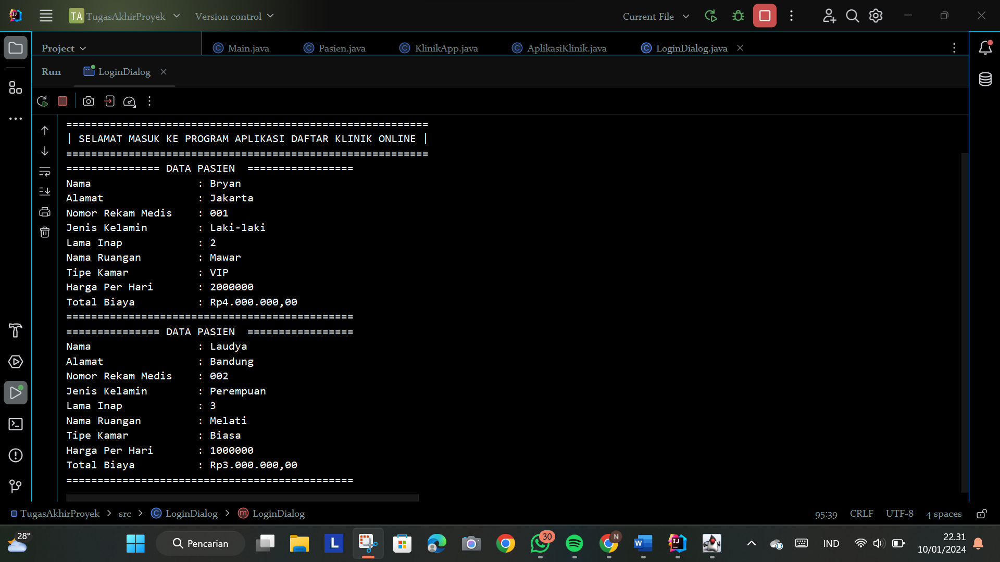 TA TugasAkhirProyek Version control Current File
Project Main.java Pasien.java KlinikApp.java AplikasiKlinik.java LoginDialog.java
Run LoginDialog
==========================================================
| SELAMAT MASUK KE PROGRAM APLIKASI DAFTAR KLINIK ONLINE |
==========================================================
=============== DATA PASIEN  =================
Nama                 : Bryan
Alamat               : Jakarta
Nomor Rekam Medis    : 001
Jenis Kelamin        : Laki-laki
Lama Inap            : 2
Nama Ruangan         : Mawar
Tipe Kamar           : VIP
Harga Per Hari       : 2000000
Total Biaya          : Rp4.000.000,00
==============================================
=============== DATA PASIEN  =================
Nama                 : Laudya
Alamat               : Bandung
Nomor Rekam Medis    : 002
Jenis Kelamin        : Perempuan
Lama Inap            : 3
Nama Ruangan         : Melati
Tipe Kamar           : Biasa
Harga Per Hari       : 1000000
Total Biaya          : Rp3.000.000,00
==============================================
TugasAkhirProyek > src > LoginDialog > LoginDialog 95:39 CRLF UTF-8 4 spaces
28° Pencarian 30 N IND 22.31
10/01/2024